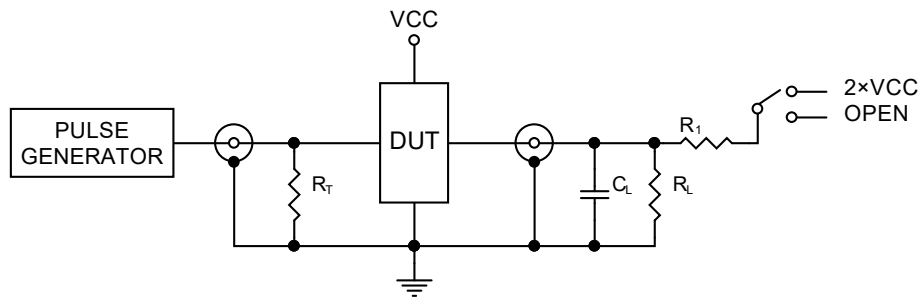 VCC
2×VCC
OPEN
PULSE
GENERATOR
DUT
R1
RT
CL
RL